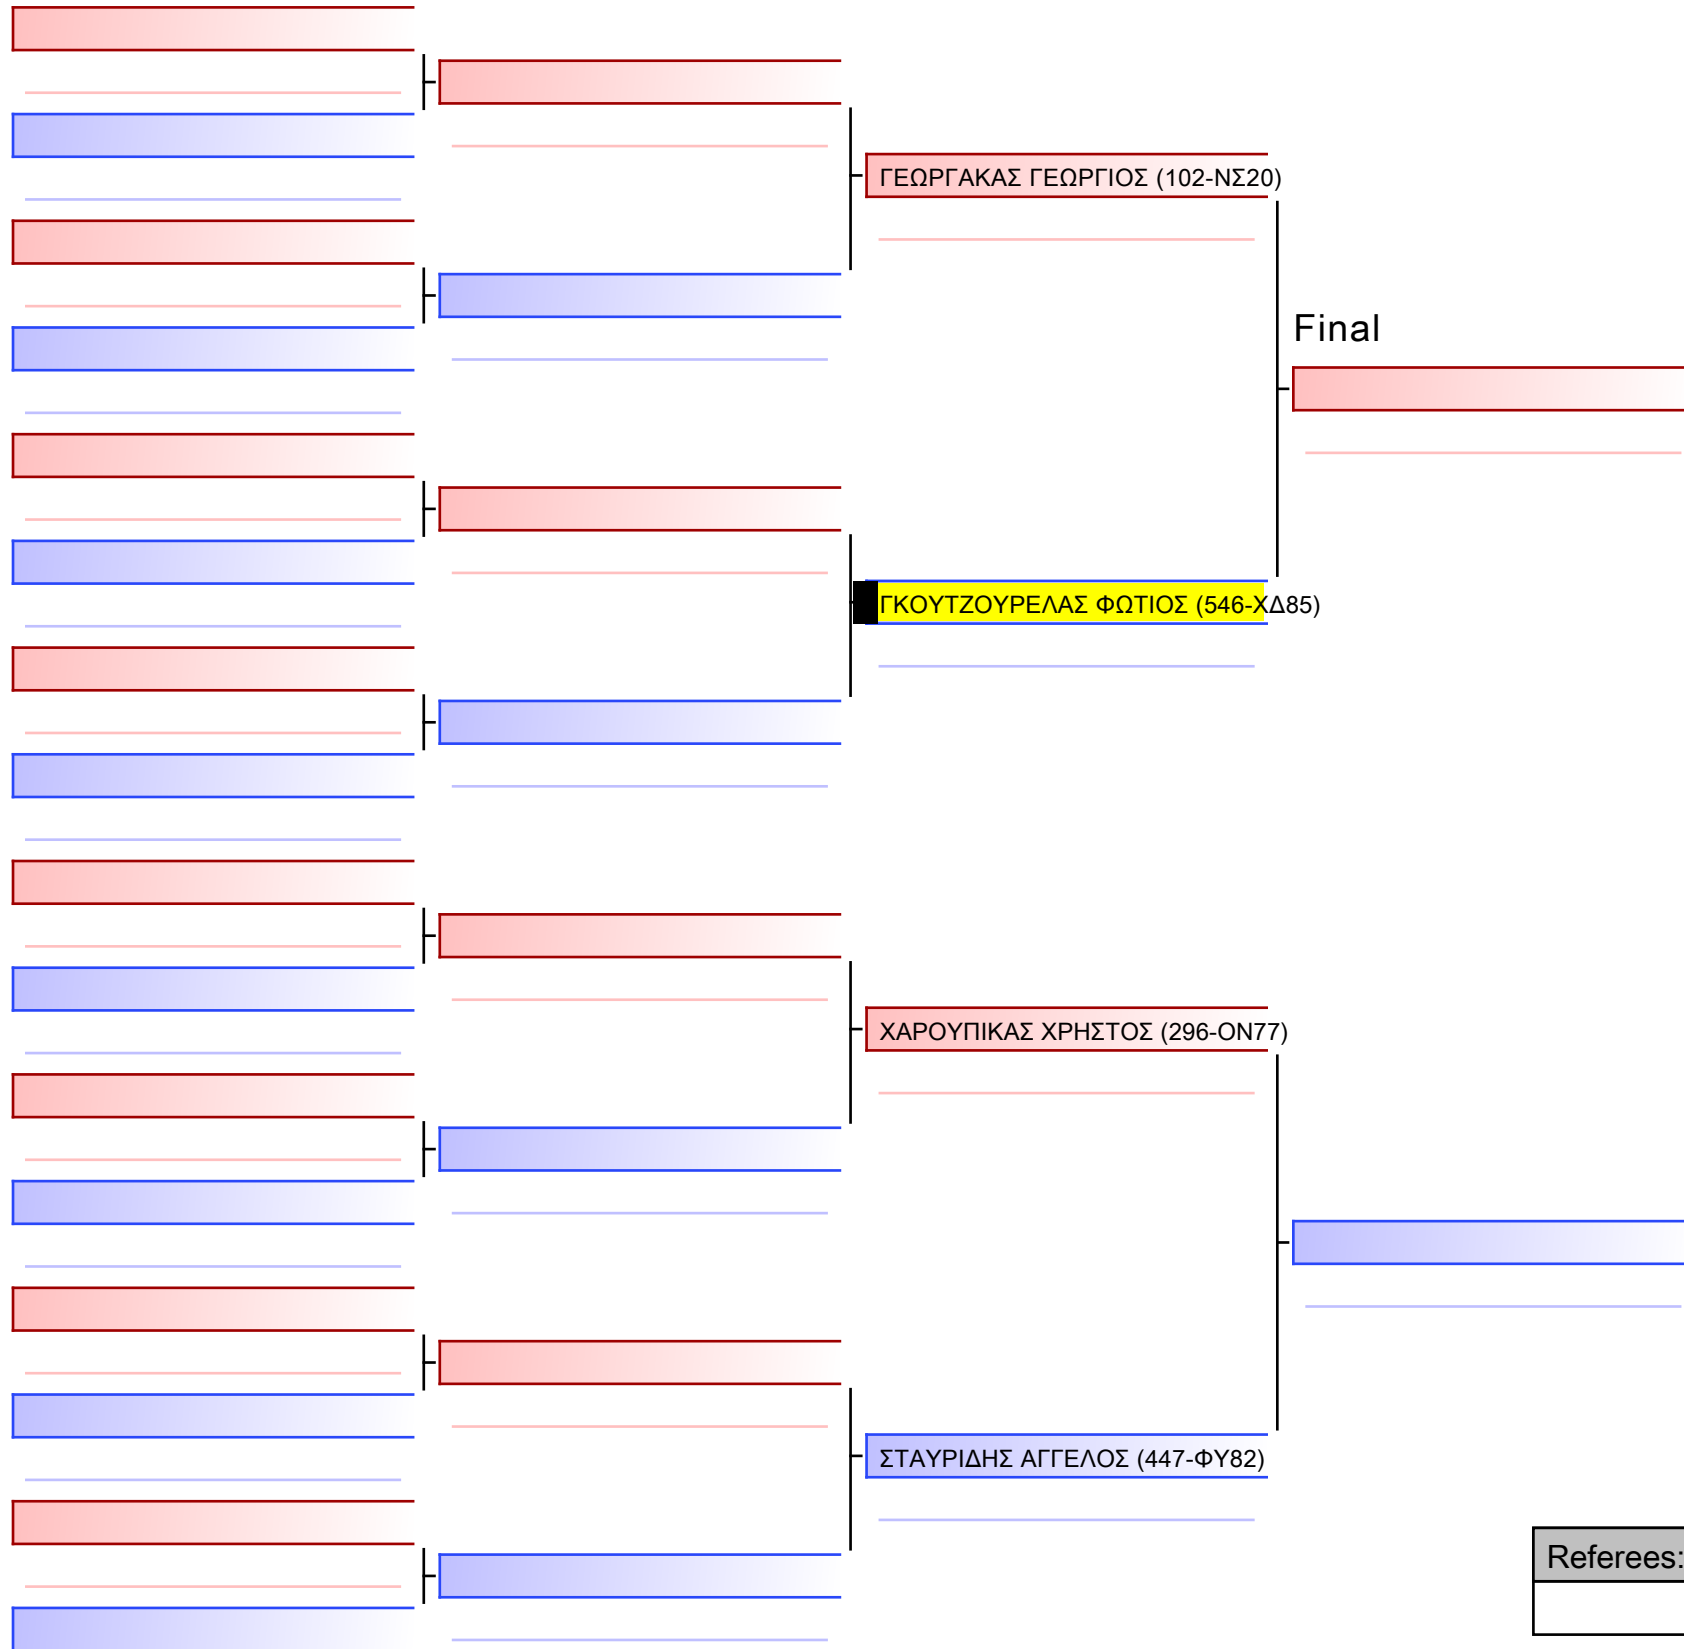 ΓΕΩΡΓΑΚΑΣ ΓΕΩΡΓΙΟΣ (102-ΝΣ20)
Final
ΓΚΟΥΤΖΟΥΡΕΛΑΣ ΦΩΤΙΟΣ (546-ΧΔ85)
ΧΑΡΟΥΠΙΚΑΣ ΧΡΗΣΤΟΣ (296-ΟΝ77)
ΣΤΑΥΡΙΔΗΣ ΑΓΓΕΛΟΣ (447-ΦΥ82)
Referees: